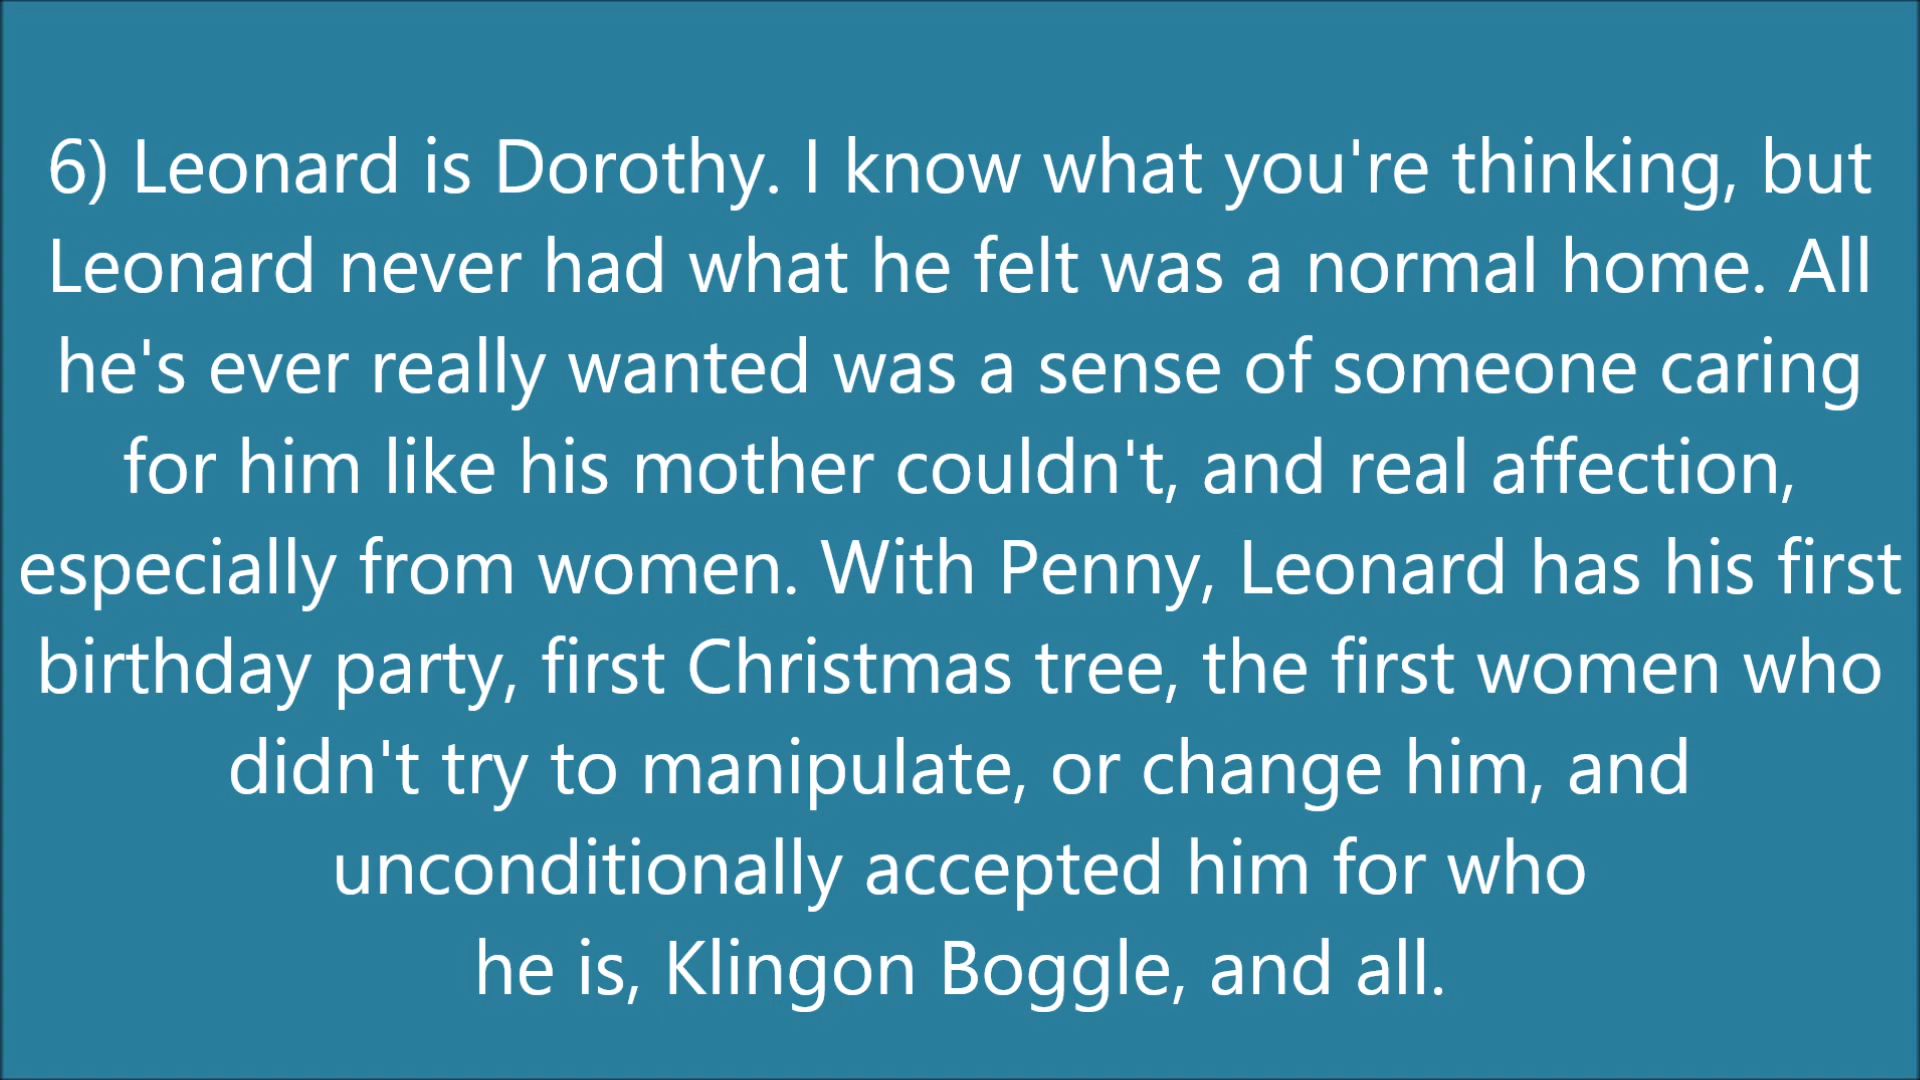 6) Leonard is Dorothy. I know what you're thinking, but
Leonard never had what he felt was a normal home. All
he's ever really wanted was a sense of someone caring
for him like his mother couldn't, and real affection,
especially from women. With Penny, Leonard has his first
birthday party, first Christmas tree, the first women who
didn't try to manipulate, or change him, and
unconditionally accepted him for who
he is, Klingon Boggle, and all.